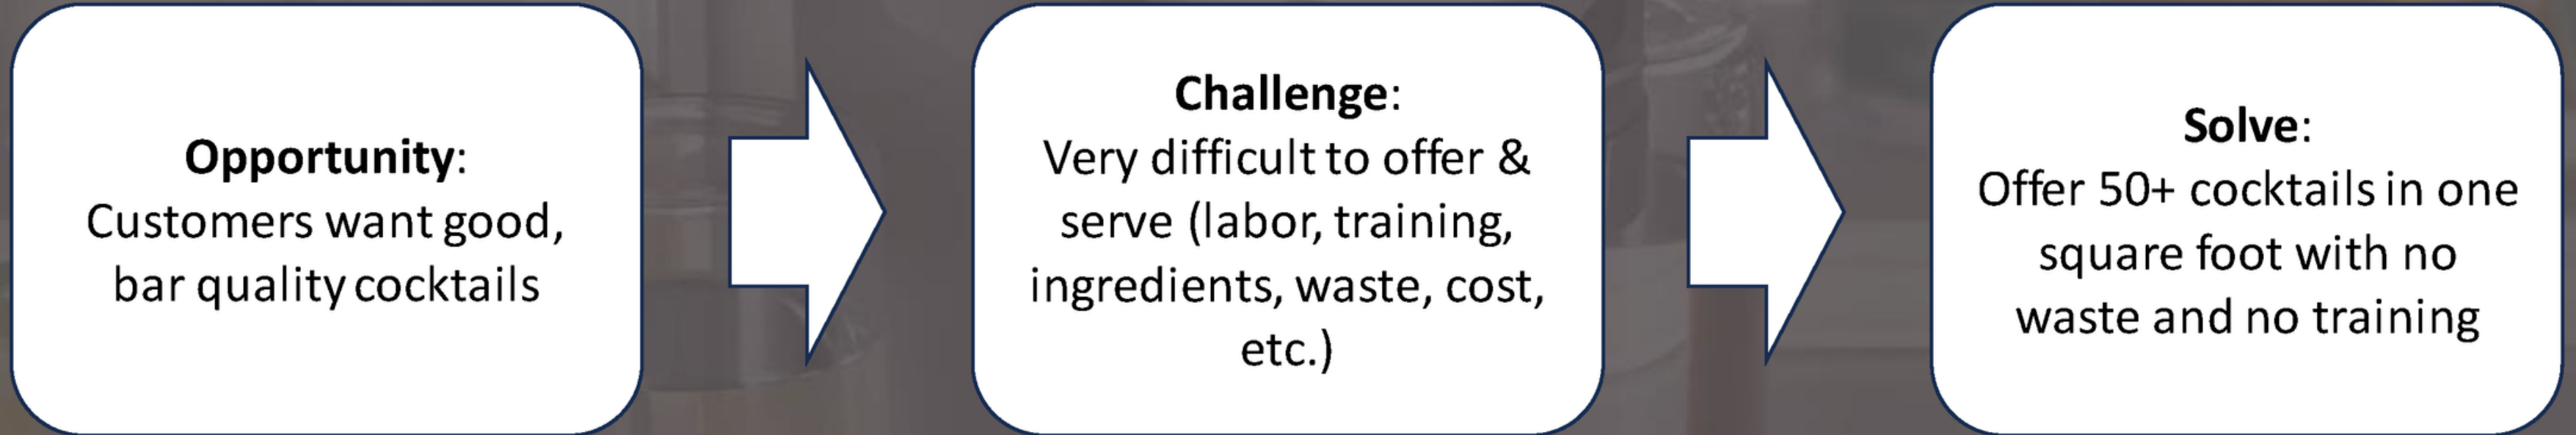 Opportunity:
Customers want good,
bar quality cocktails
Challenge:
Very difficult to offer &
serve (labor, training,
ingredients, waste, cost,
etc.)
Solve:
Offer 50+ cocktails in one
square foot with no
waste and no training